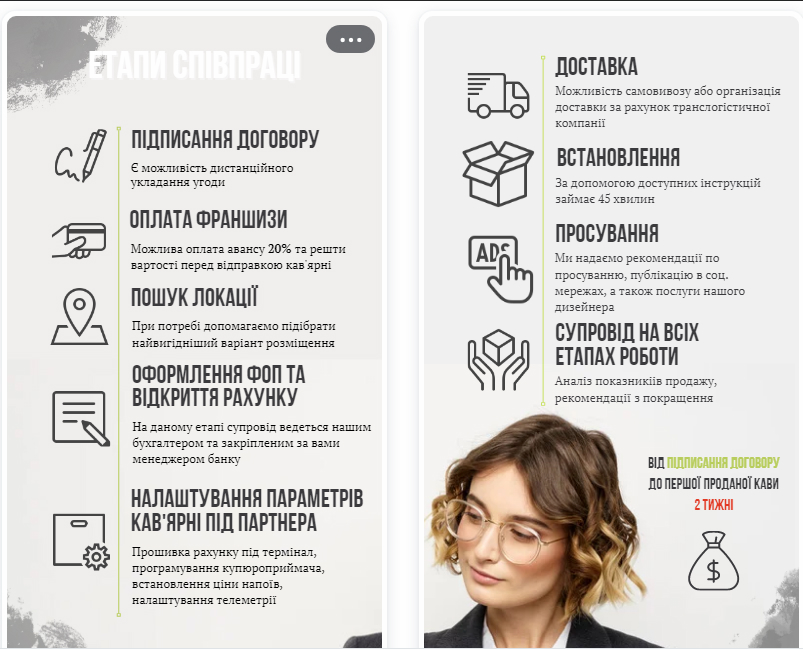 ЕТАПИ СПІВПРАЦІ
ПІДПИСАННЯ ДОГОВОРУ
Є можливість дистанційного
укладання угоди
ОПЛАТА ФРАНШИЗИ
Можлива оплата авансу 20% та решти
вартості перед відправкою кав'ярні
ПОШУК ЛОКАЦІЇ
При потребі допомагаємо підібрати
найвигідніший варіант розміщення
ОФОРМЛЕННЯ ФОП ТА
ВІДКРИТТЯ РАХУНКУ
На даному етапі супровід ведеться нашим
бухгалтером та закріпленим за вами
менеджером банку
НАЛАШТУВАННЯ ПАРАМЕТРІВ
КАВ'ЯРНІ ПІД ПАРТНЕРА
Прошивка рахунку під термінал,
програмування купюроприймача,
встановлення ціни напоїв,
налаштування телеметрії
ДОСТАВКА
Можливість самовивозу або організація
доставки за рахунок транслогістичної
компанії
ВСТАНОВЛЕННЯ
За допомогою доступних інструкцій
займає 45 хвилин
ADS
ПРОСУВАННЯ
Ми надаємо рекомендації по
просуванню, публікацію в соц.
мережах, а також послуги нашого
дизейнера
СУПРОВІД НА ВСІХ
ЕТАПАХ РОБОТИ
Аналіз показникіів продажу,
рекомендації з покращення
ВІД ПІДПИСАННЯ ДОГОВОРУ
ДО ПЕРШОЇ ПРОДАНОЇ КАВИ
2 ТИЖНІ
$